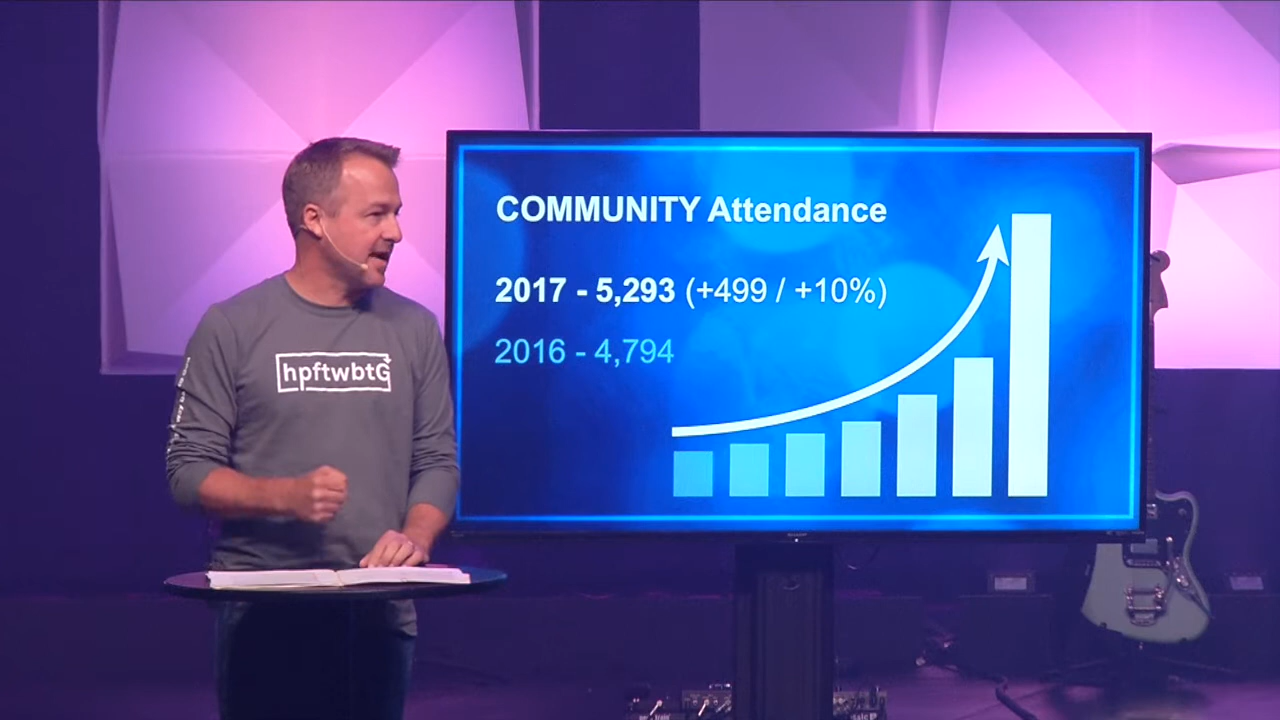 COMMUNITY Attendance
2017 - 5,293 (+499 / +10%)
2016 - 4,794
hpftwbtG